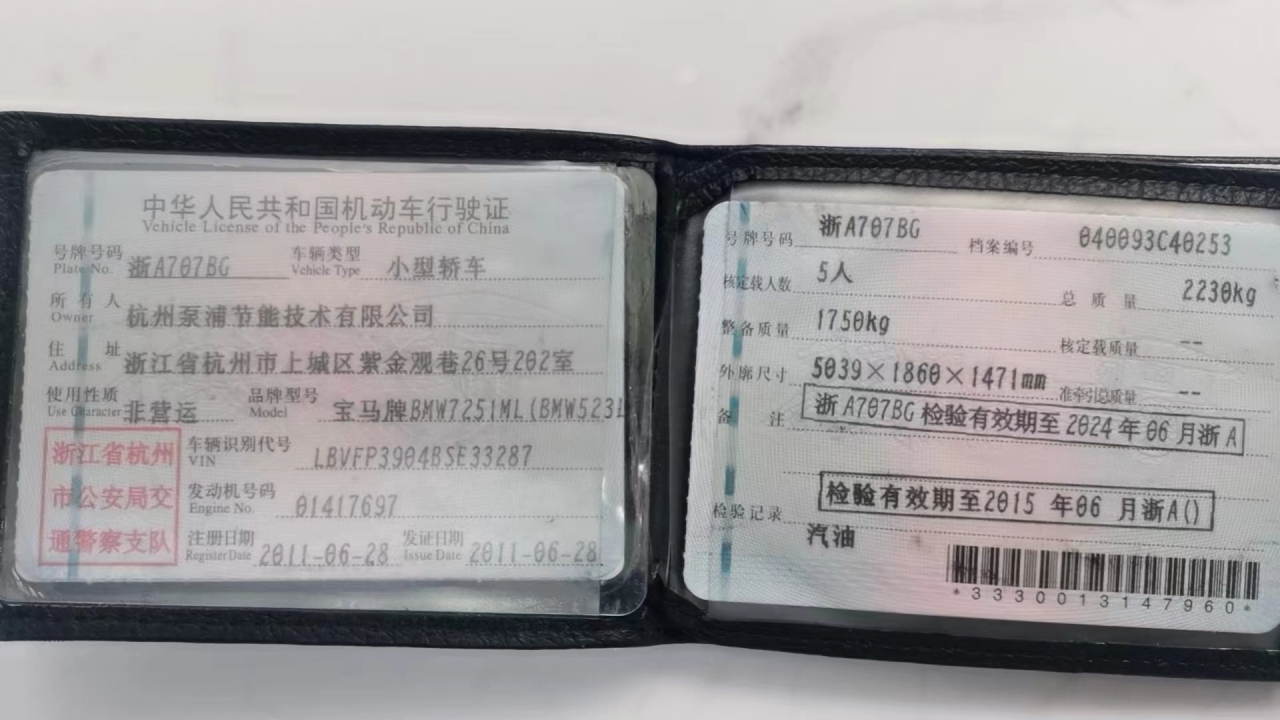 中华人民共和国机动车行驶证
Vehicle License of the People's Republic of China
号牌号码 浙A707BG 车辆类型 小型轿车
Plate No. Vehicle Type
所有人 杭州泵浦节能技术有限公司
Owner
住址 浙江省杭州市上城区紫金观巷26号202室
Address
使用性质 非营运 品牌型号 宝马牌BMW7251ML(BMW523L
Use Character Model
浙江省杭州
市公安局交
通警察支队
车辆识别代号 LBVFP3904BSE33287
VIN
发动机号码 01417697
Engine No.
注册日期 2011-06-28 发证日期 2011-06-28
Register Date Issue Date
号牌号码 浙A707BG 档案编号 040093C40253
核定载人数 5人 总质量 2230kg
整备质量 1750kg 核定载质量 --
外廓尺寸 5039×1860×1471mm 准牵引总质量 --
备注 浙A707BG检验有效期至2024年06月浙A
检验有效期至2015 年06 月浙A()
检验记录
汽油
*3330013147960*